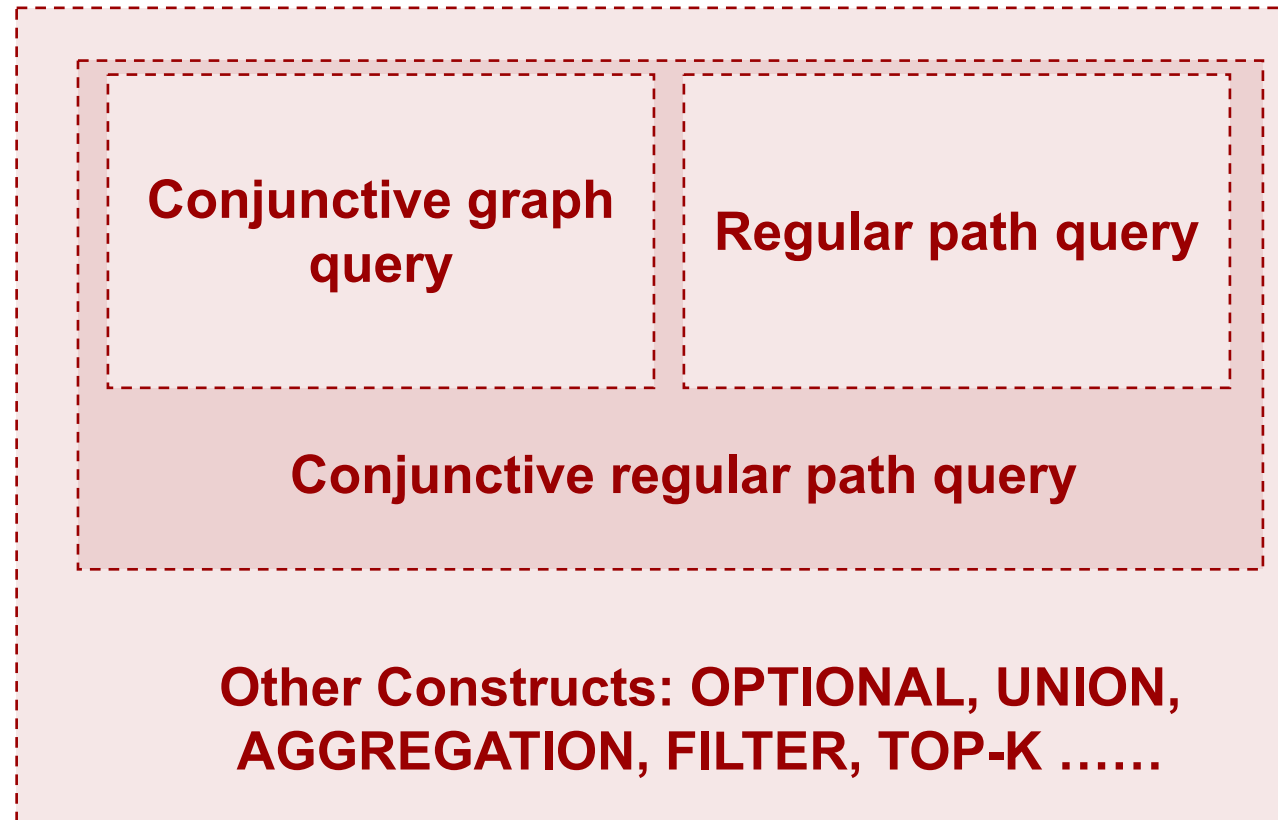 Conjunctive graph
query
Regular path query
Conjunctive regular path query
Other Constructs: OPTIONAL, UNION,
AGGREGATION, FILTER, TOP-K ......